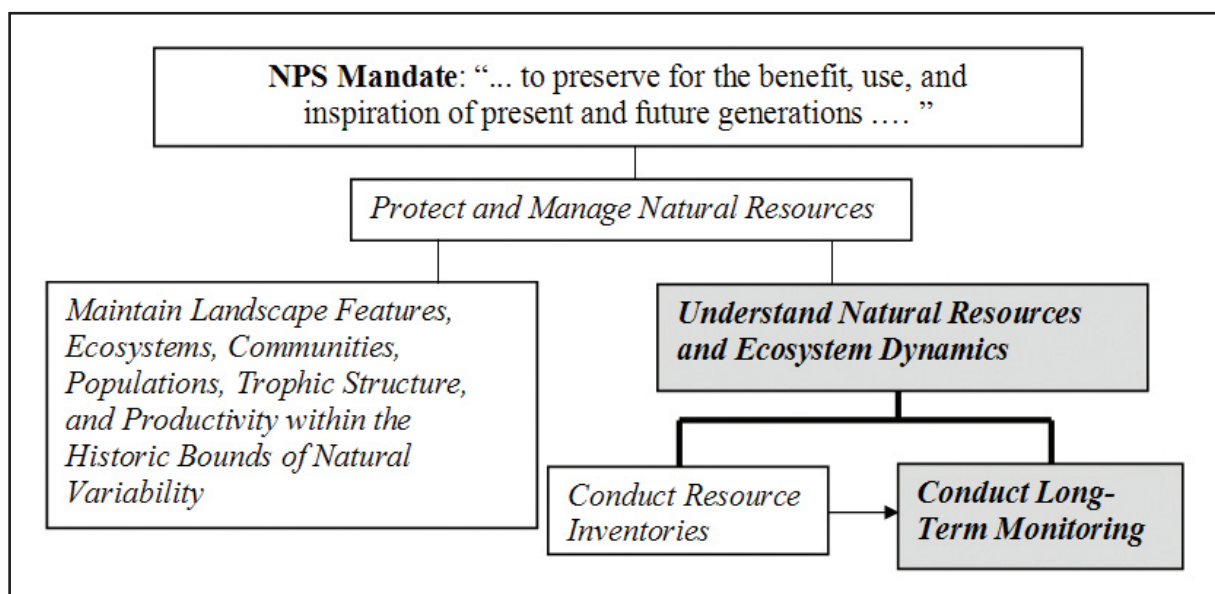 NPS Mandate: “... to preserve for the benefit, use, and
inspiration of present and future generations …. ”
Protect and Manage Natural Resources
Maintain Landscape Features,
Ecosystems, Communities,
Populations, Trophic Structure,
and Productivity within the
Historic Bounds of Natural
Variability
Understand Natural Resources
and Ecosystem Dynamics
Conduct Resource
Inventories
Conduct Long-
Term Monitoring